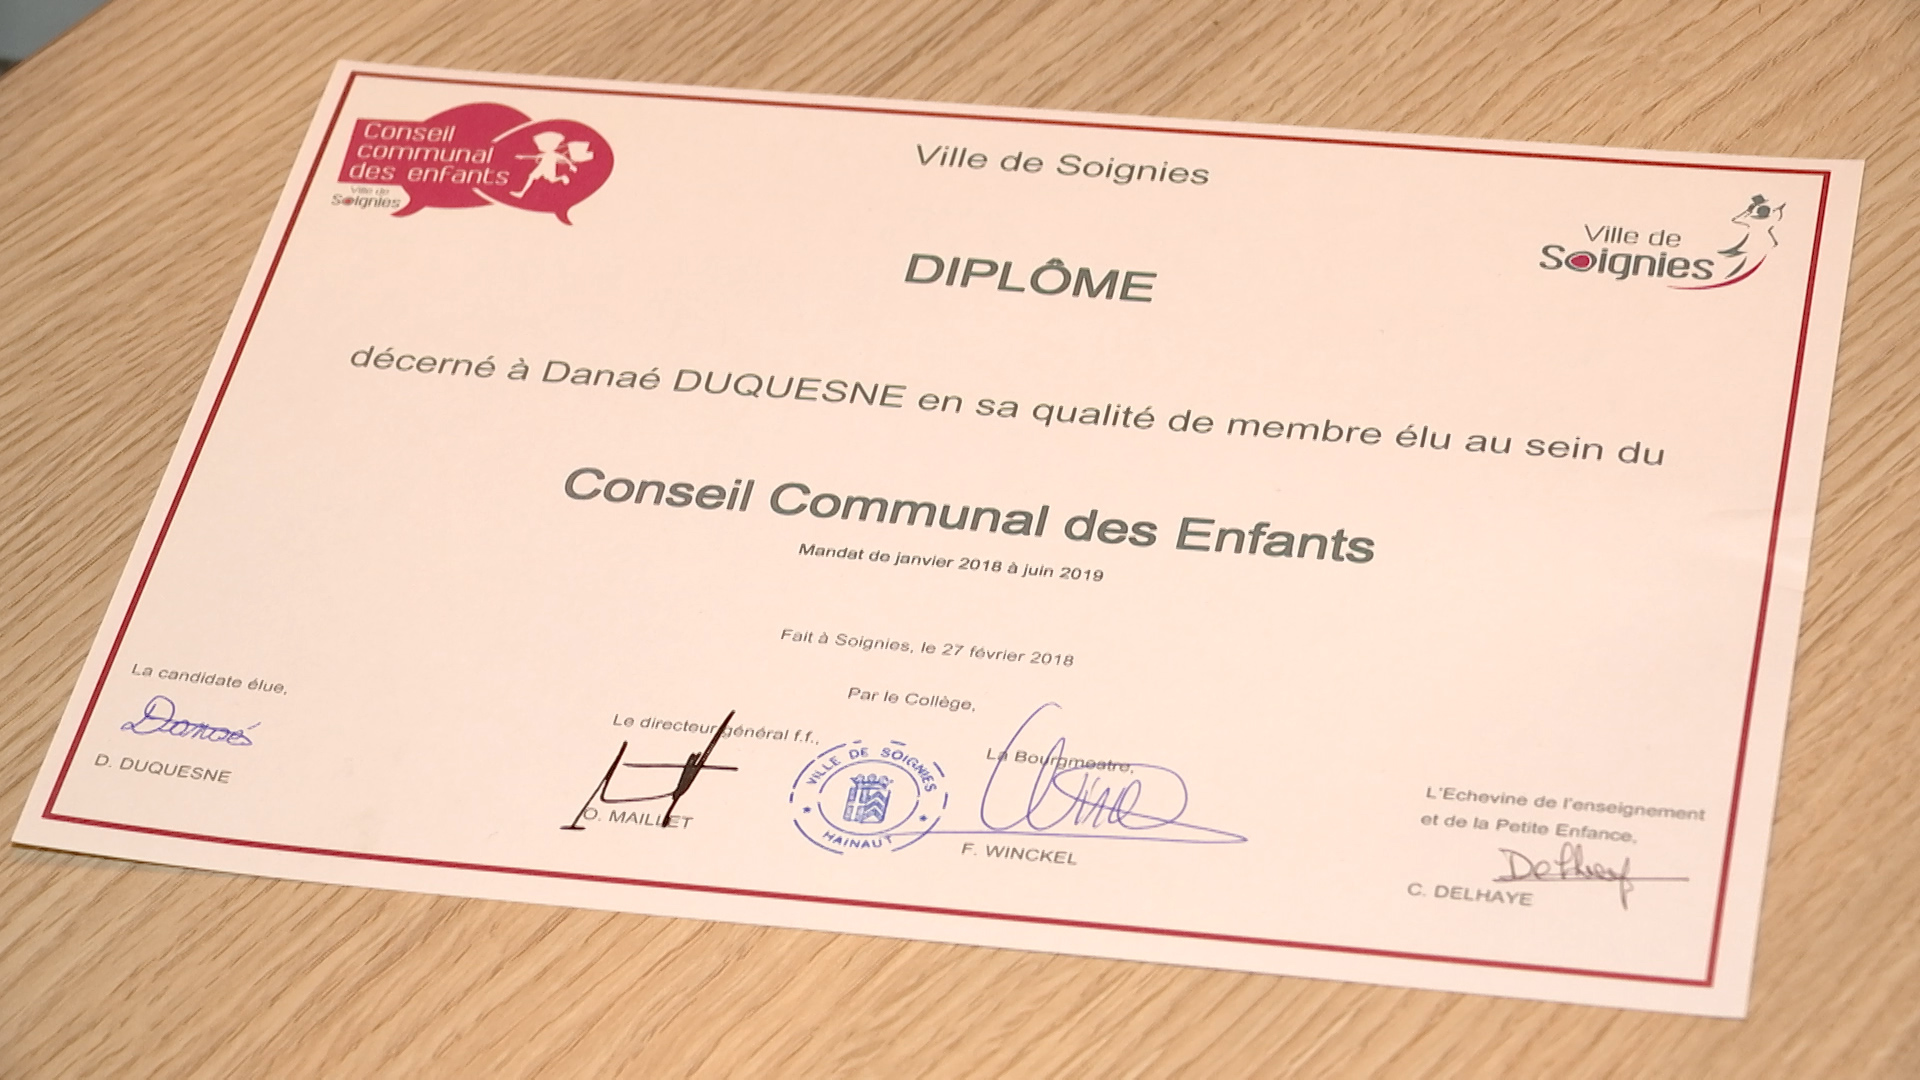 Conseil
communal
des enfants
Ville de
Soignies
Ville de Soignies
Ville de
Soignies
DIPLÔME
décerné à Danaé DUQUESNE en sa qualité de membre élu au sein du
Conseil Communal des Enfants
Mandat de janvier 2018 à juin 2019
Fait à Soignies, le 27 février 2018
Par le Collège,
La candidate élue,
Danaé
D. DUQUESNE
Le directeur général f.f.,
O. MAILLET
VILLE DE SOIGNIES
HAINAUT
La Bourgmestre,
F. WINCKEL
L'Echevine de l'enseignement
et de la Petite Enfance,
C. DELHAYE